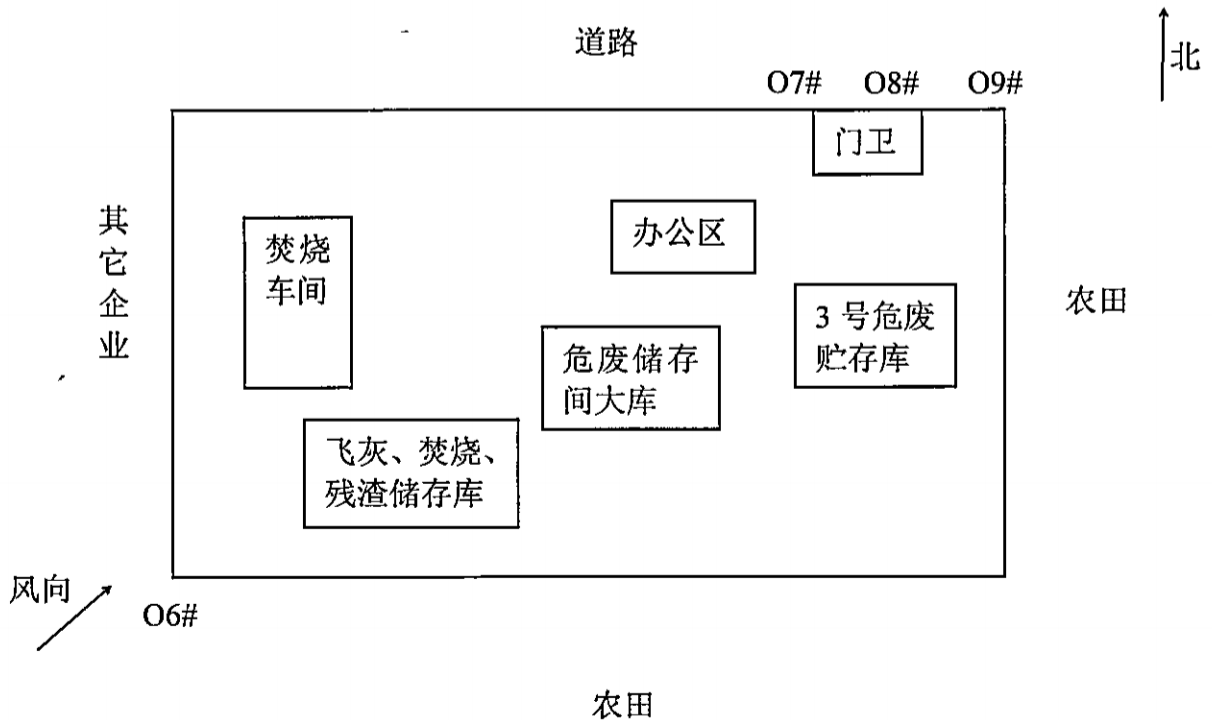 道路
北
O7# O8# O9#
门卫
其它企业
焚烧
车间
办公区
农田
3 号危废
贮存库
危废储存
间大库
飞灰、焚烧、
残渣储存库
风向
O6#
农田